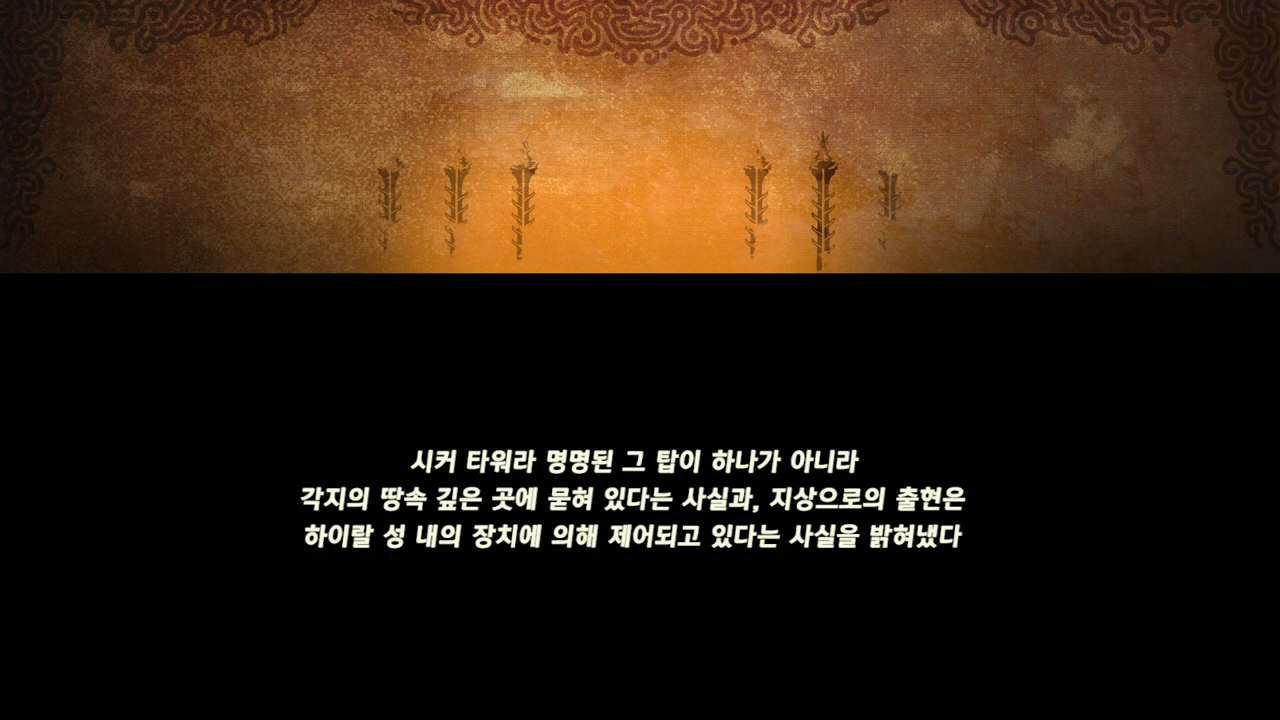 시커 타워라 명명된 그 탑이 하나가 아니라
각지의 땅속 깊은 곳에 묻혀 있다는 사실과, 지상으로의 출현은
하이랄 성 내의 장치에 의해 제어되고 있다는 사실을 밝혀냈다